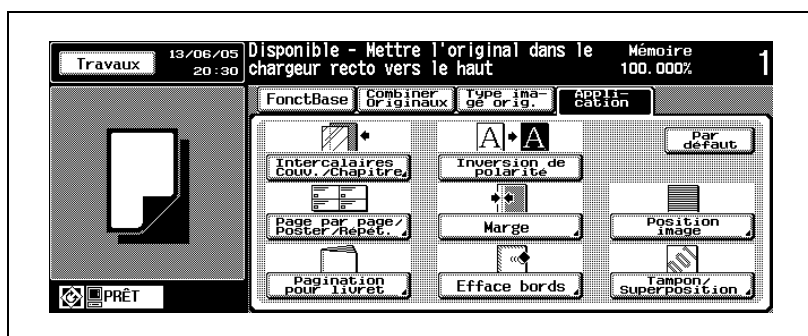 Travaux
13/06/05
20:30
Disponible - Mettre l'original dans le
chargeur recto vers le haut
Mémoire
100.000%
1
FonctBase
Combiner
Originaux
Type ima-
ge orig.
Appli-
cation
Intercalaires
Couv./Chapitre
Inversion de
polarité
Par
défaut
Page par page/
Poster/Répét.
Marge
Position
image
Pagination
pour livret
Efface bords
Tampon/
superposition
PRÊT